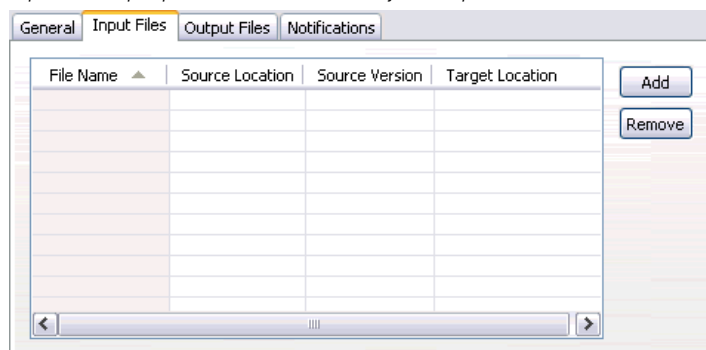 General Input Files Output Files Notifications
File Name Source Location Source Version Target Location
Add
Remove